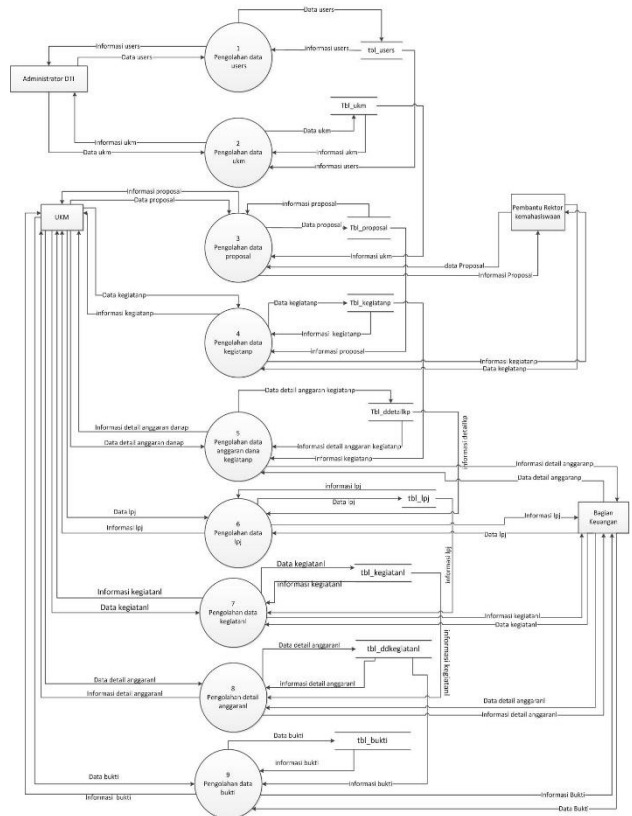 Data users
Informasi users
1
Pengolahan data
users
Informasi users
tbl_users
Data users
Administrator DTI
Tbl_ukm
Data ukm
Informasi ukm
2
Pengolahan data
ukm
Informasi ukm
Data ukm
informasi users
Informasi proposal
Data proposal
informasi proposal
UKM
3
Pengolahan data
proposal
Data proposal
Tbl_proposal
Pembantu Rektor
kemahasiswaan
Informasi ukm
data Proposal
Informasi Proposal
Data kegiatanp
informasi kegiatanp
Data kegiatanp
Tbl_kegiatanp
4
Pengolahan data
kegiatanp
Informasi kegiatanp
informasi proposal
Informasi kegiatanp
Data kegiatanp
Data detail anggaran kegiatanp
Tbl_ddetailkp
informasi detailkp
Informasi detail anggaran danap
Data detail anggaran danap
5
Pengolahan data
anggaran dana
kegiatanp
Informasi detail anggaran kegiatanp
Informasi kegiatanp
Informasi detail anggaranp
Data detail anggaranp
informasi lpj
Data lpj
tbl_lpj
Data lpj
Informasi lpj
6
Pengolahan data
lpj
Informasi lpj
Data lpj
Bagian
Keuangan
informasi lpj
Data kegiatanl
informasi kegiatanl
tbl_kegiatanl
Informasi kegiatanl
Data kegiatanl
7
Pengolahan data
kegiatanl
Informasi kegiatanl
Data kegiatanl
informasi kegiatanl
Data detail anggaranl
tbl_ddkegiatanl
Data detail anggaranl
Informasi detail anggaranl
8
Pengolahan detail
anggaranl
Informasi detail anggaranl
Data detail anggaranl
Informasi detail anggaranl
Data bukti
tbl_bukti
Data bukti
Informasi bukti
9
Pengolahan data
bukti
informasi bukti
Informasi bukti
Informasi Bukti
Data Bukti